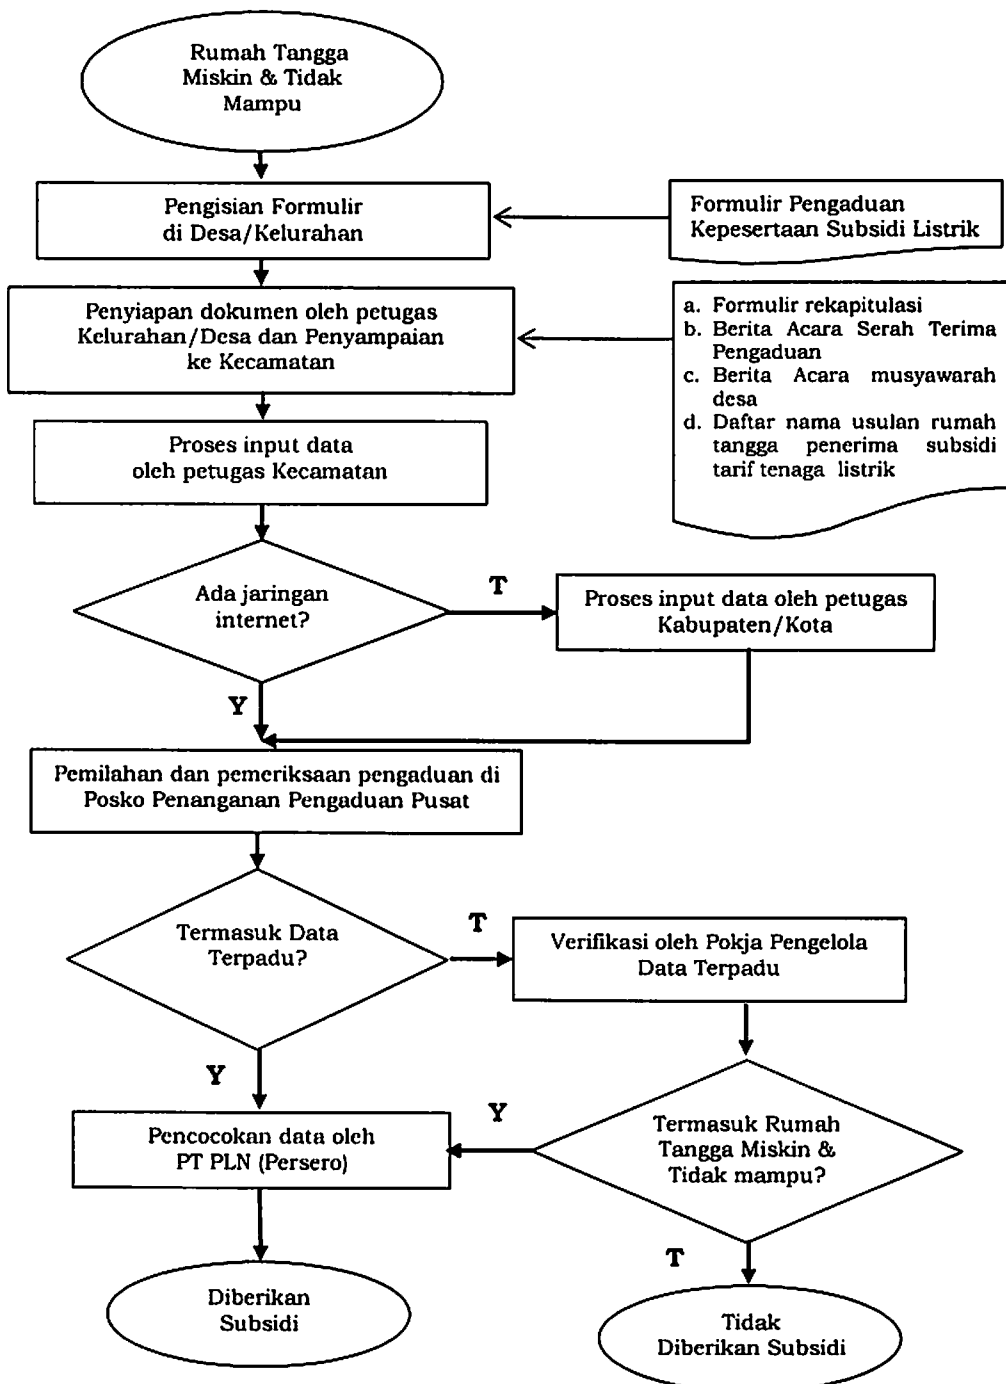 Rumah Tangga
Miskin & Tidak
Mampu
Pengisian Formulir
di Desa/Kelurahan
Formulir Pengaduan
Kepesertaan Subsidi Listrik
Penyiapan dokumen oleh petugas
Kelurahan/Desa dan Penyampaian
ke Kecamatan
a. Formulir rekapitulasi
b. Berita Acara Serah Terima
Pengaduan
c. Berita Acara musyawarah
desa
d. Daftar nama usulan rumah
tangga penerima subsidi
tarif tenaga listrik
Proses input data
oleh petugas Kecamatan
Ada jaringan
internet?
T
Proses input data oleh petugas
Kabupaten/Kota
Y
Pemilahan dan pemeriksaan pengaduan di
Posko Penanganan Pengaduan Pusat
Termasuk Data
Terpadu?
T
Verifikasi oleh Pokja Pengelola
Data Terpadu
Y
Pencocokan data oleh
PT PLN (Persero)
Y
Termasuk Rumah
Tangga Miskin &
Tidak mampu?
T
Diberikan
Subsidi
Tidak
Diberikan Subsidi